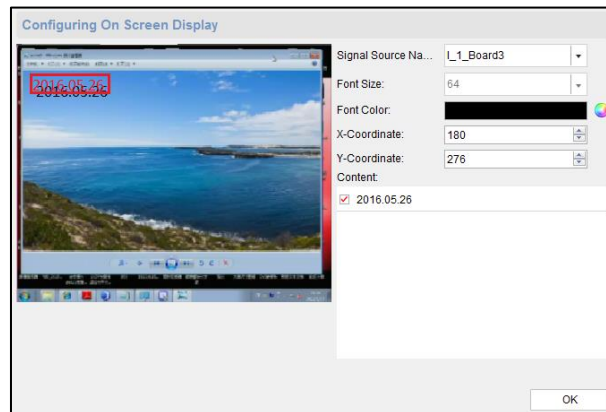 Configuring On Screen Display
Signal Source Na...
I_1_Board3
Font Size:
64
Font Color:
X-Coordinate:
180
Y-Coordinate:
276
Content:
2016.05.26
2016.05.26
2016.05.26
OK